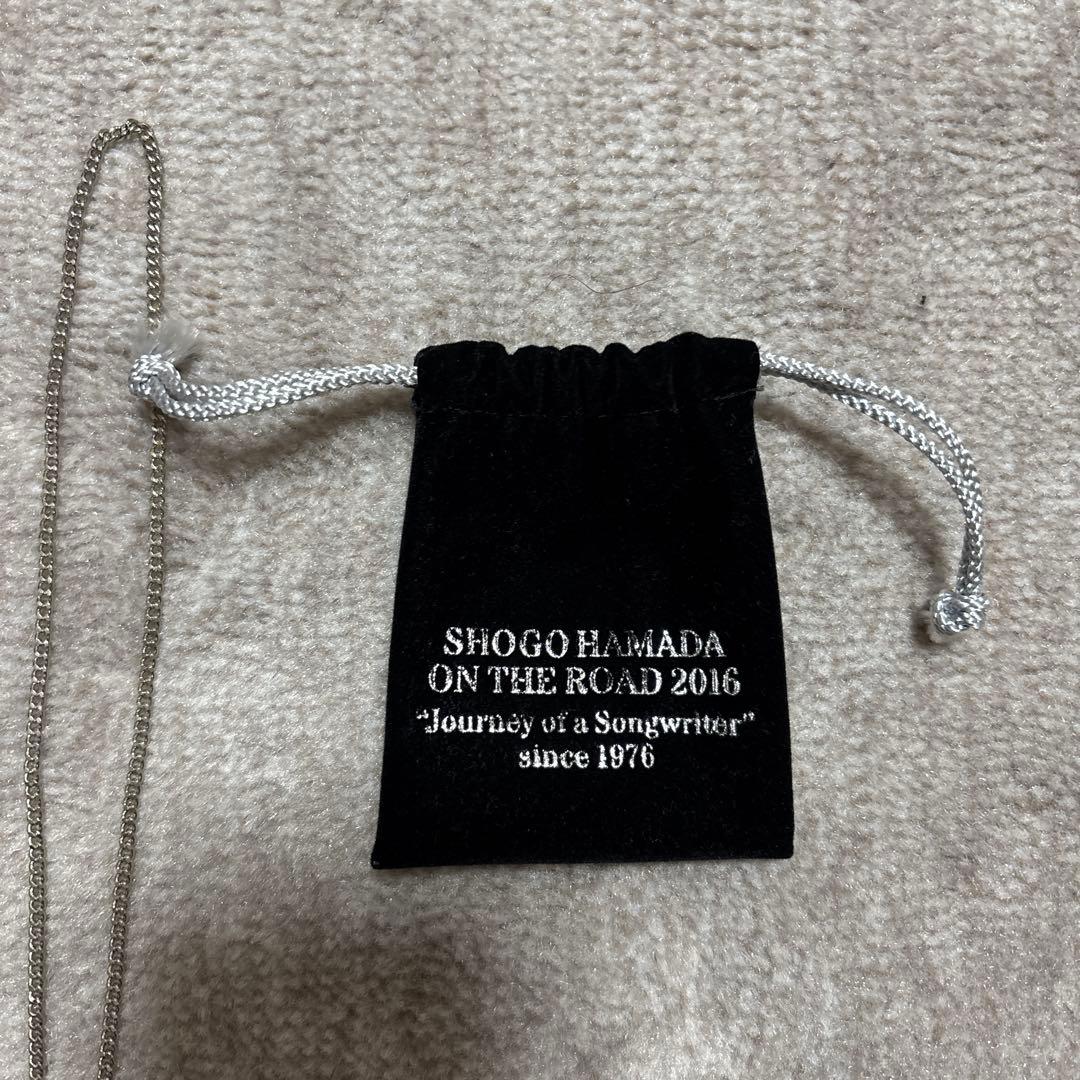 SHOGO HAMADA
ON THE ROAD 2016
"Journey of a Songwriter"
since 1976